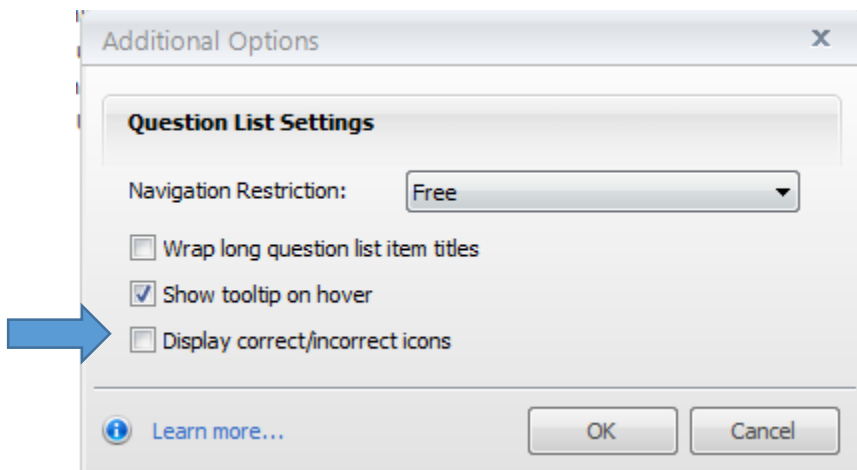 Additional Options
Question List Settings
Navigation Restriction: Free
Wrap long question list item titles
Show tooltip on hover
Display correct/incorrect icons
Learn more... OK Cancel